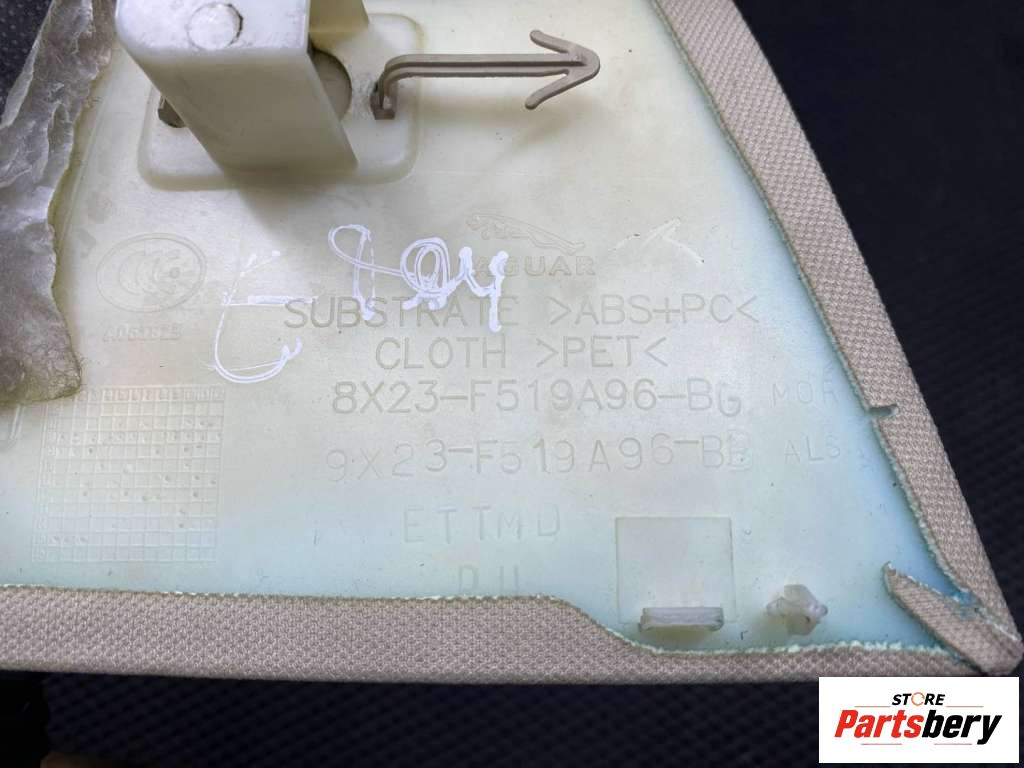 JAGUAR
SUBSTRATE >ABS+PC<
CLOTH >PET<
8X23-F519A96-BG MOR
9X23-F519A96-BB ALS
ETTMD
STORE
Partsbery